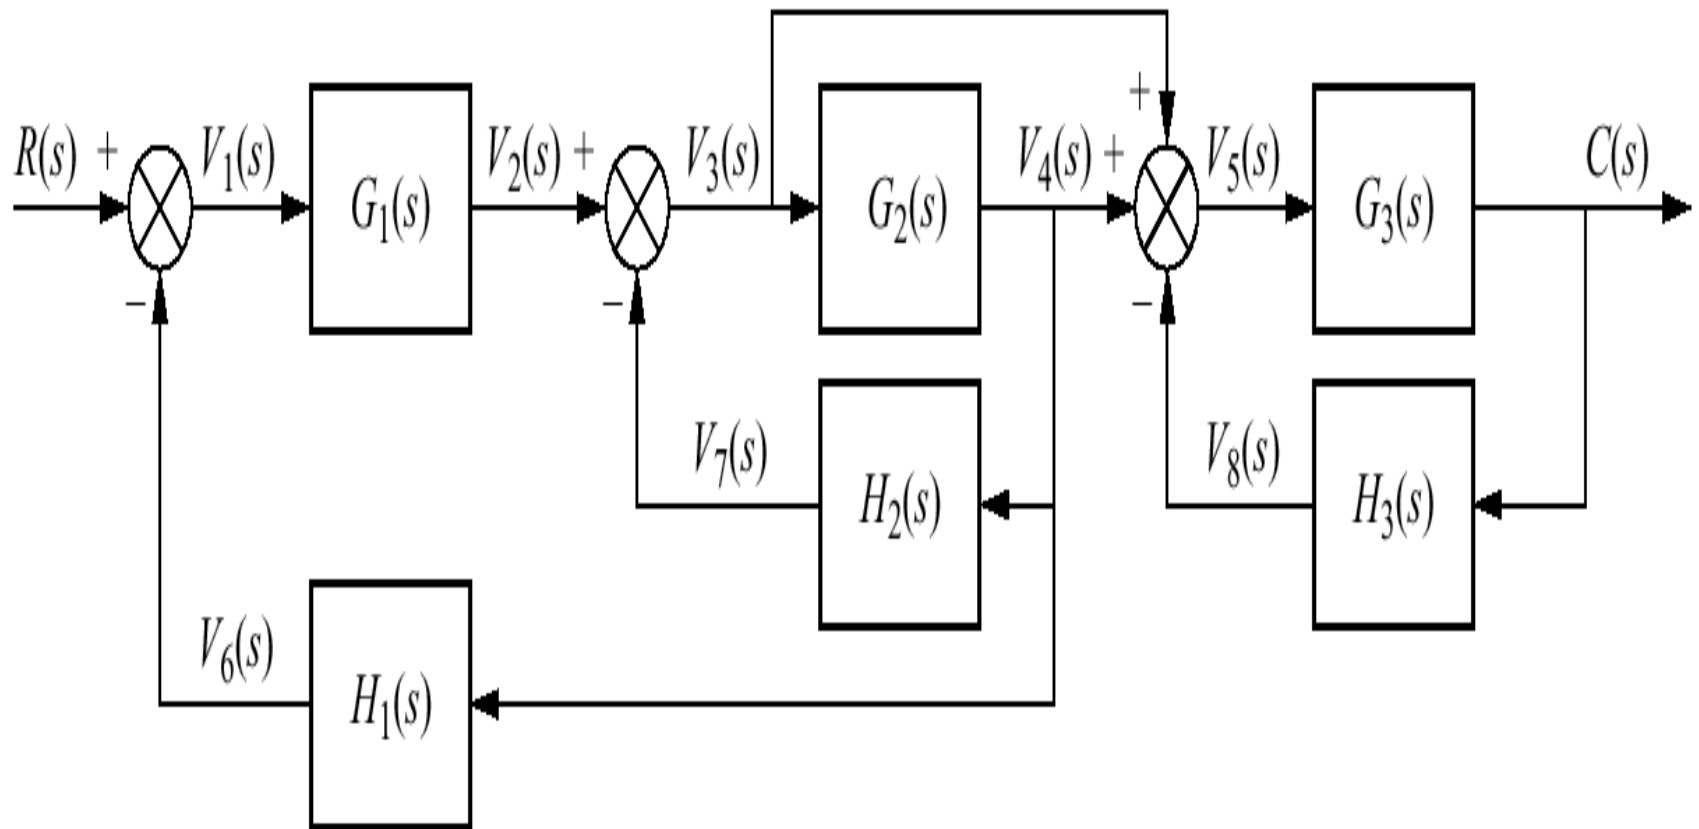 R(s) + V₁(s) G₁(s) V₂(s) + V₃(s) G₂(s) V₄(s) + + V₅(s) G₃(s) C(s)
− − −
V₇(s) H₂(s) V₈(s) H₃(s)
V₆(s) H₁(s)